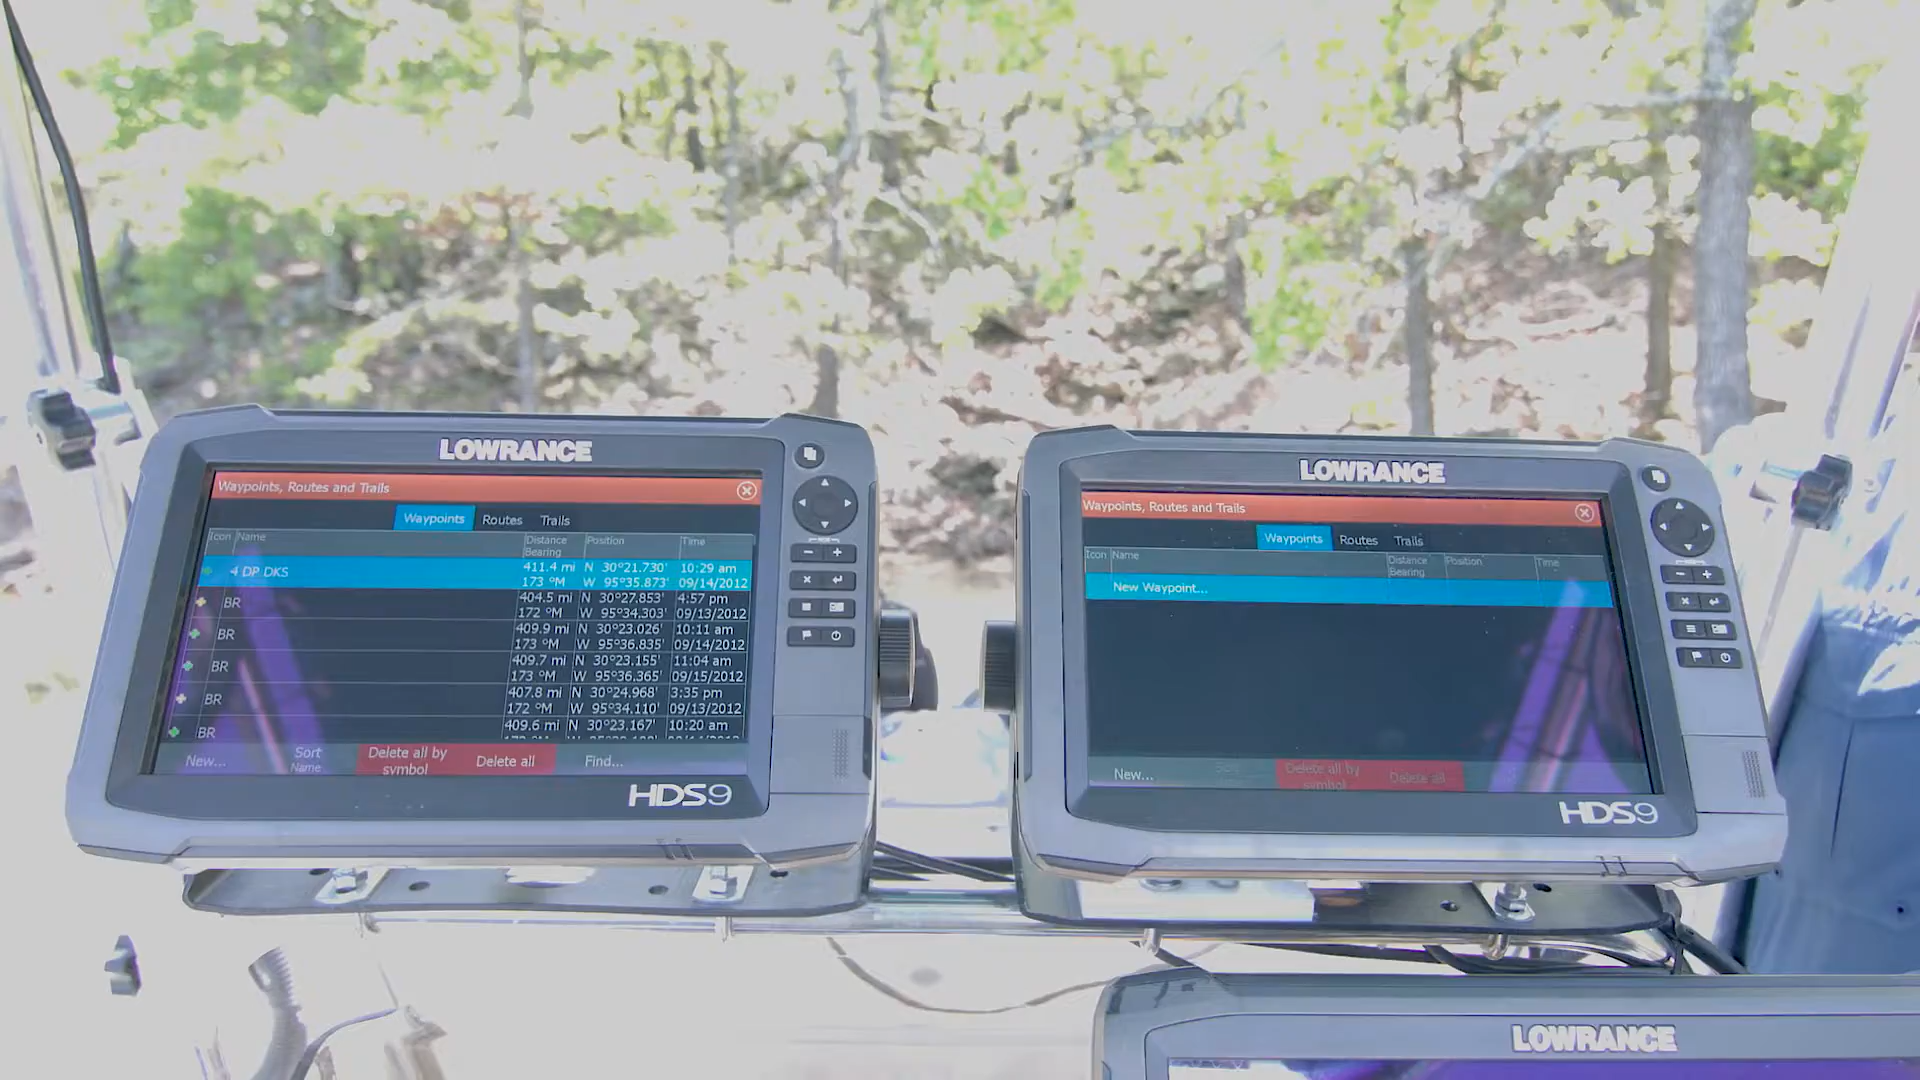 LOWRANCE
Waypoints, Routes and Trails
Waypoints Routes Trails
Icon Name Distance Bearing Position Time
4 DP DKS 411.4 mi N 30°21.730' 10:29 am
173 °M W 95°35.873' 09/14/2012
BR 404.5 mi N 30°27.853' 4:57 pm
172 °M W 95°34.303' 09/13/2012
BR 409.9 mi N 30°23.026' 10:11 am
173 °M W 95°36.835' 09/14/2012
BR 409.7 mi N 30°23.155' 11:04 am
173 °M W 95°36.365' 09/15/2012
BR 407.8 mi N 30°24.968' 3:35 pm
172 °M W 95°34.110' 09/13/2012
BR 409.6 mi N 30°23.167' 10:20 am
New... Sort Name Delete all by symbol Delete all Find...
HDS9
LOWRANCE
Waypoints, Routes and Trails
Waypoints Routes Trails
Icon Name Distance Bearing Position Time
New Waypoint...
New... Sort Delete all by symbol Delete all
HDS9
LOWRANCE